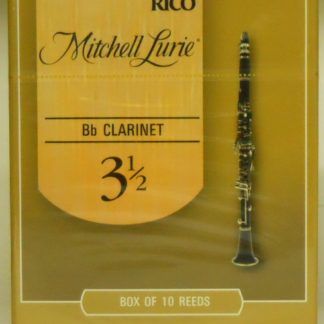 RICO
Mitchell Lurie®
Bb CLARINET
3½
BOX OF 10 REEDS